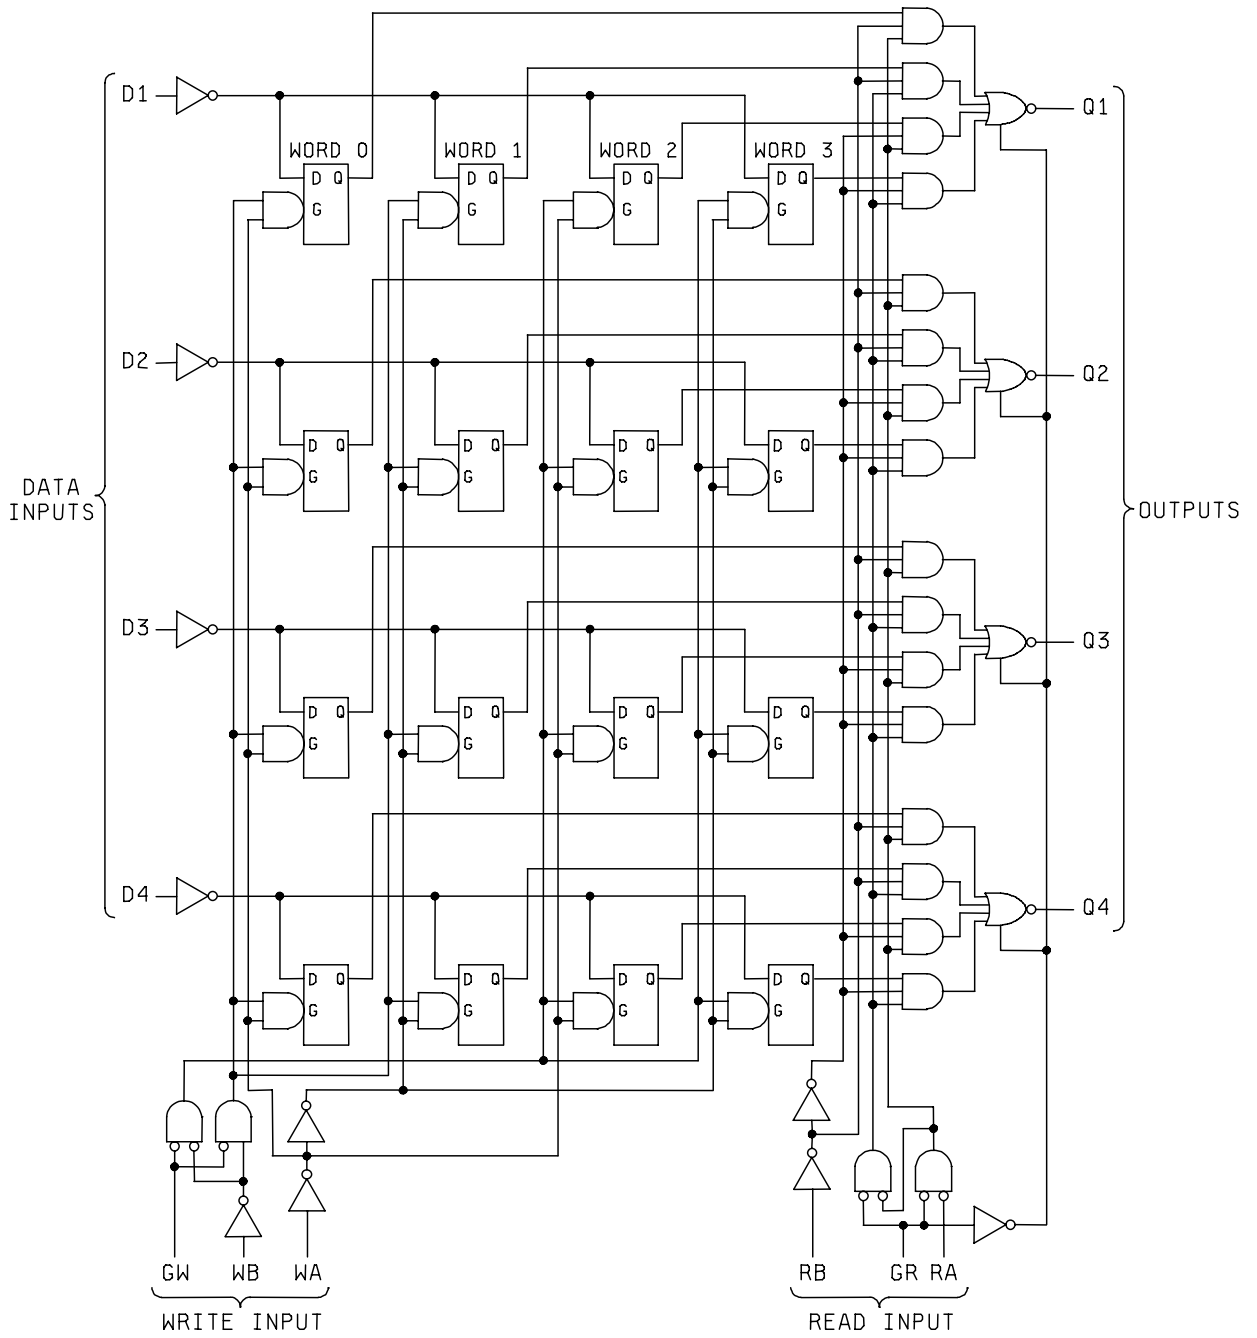 D1
Q1
WORD 0 WORD 1 WORD 2 WORD 3
D Q D Q D Q D Q
G G G G
D2
Q2
D Q D Q D Q D Q
G G G G
DATA
INPUTS
OUTPUTS
D3
Q3
D Q D Q D Q D Q
G G G G
D4
Q4
D Q D Q D Q D Q
G G G G
GW WB WA RB GR RA
WRITE INPUT READ INPUT